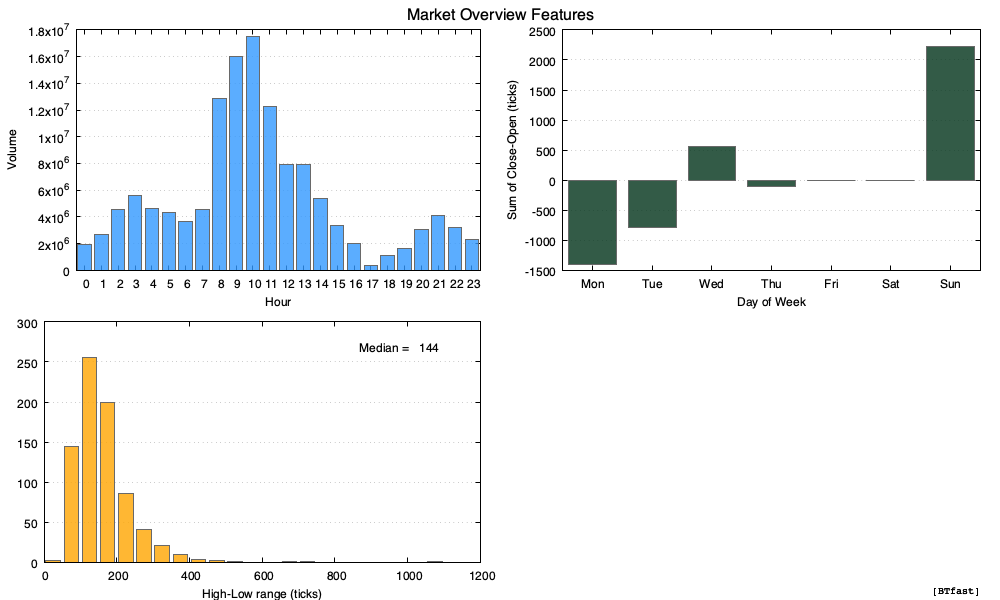 Market Overview Features
1.8x10^7
1.6x10^7
1.4x10^7
1.2x10^7
1x10^7
8x10^6
6x10^6
4x10^6
2x10^6
0
Volume
0 1 2 3 4 5 6 7 8 9 10 11 12 13 14 15 16 17 18 19 20 21 22 23
Hour
2500
2000
1500
1000
500
0
-500
-1000
-1500
Sum of Close-Open (ticks)
Mon Tue Wed Thu Fri Sat Sun
Day of Week
300
250
200
150
100
50
0
Median = 144
0 200 400 600 800 1000 1200
High-Low range (ticks)
[BTfast]